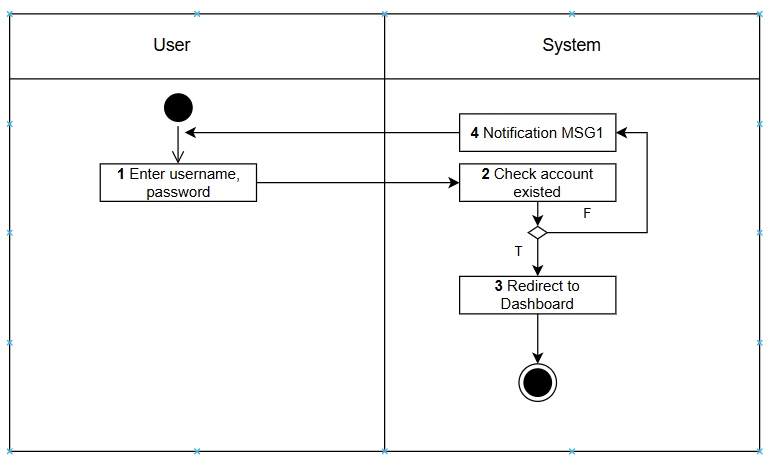 User
System
4 Notification MSG1
1 Enter username,
password
2 Check account
existed
F
T
3 Redirect to
Dashboard